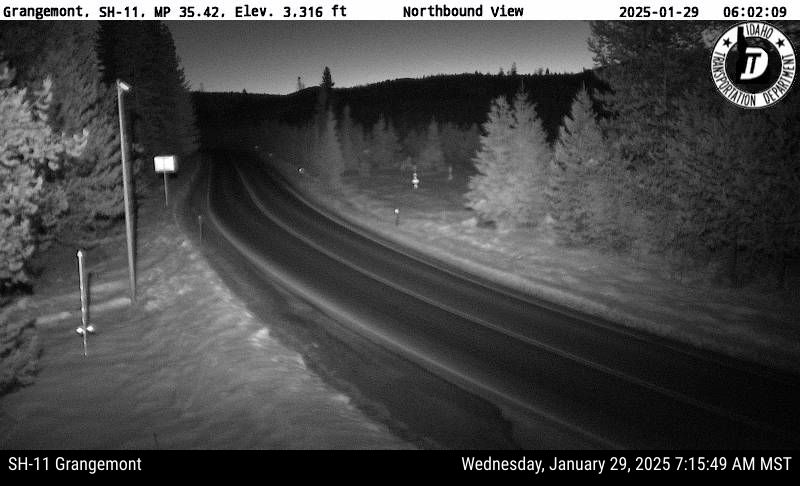 Grangemont, SH-11, MP 35.42, Elev. 3,316 ft Northbound View 2025-01-29 06:02:09
IDAHO
TRANSPORTATION DEPARTMENT
SH-11 Grangemont Wednesday, January 29, 2025 7:15:49 AM MST